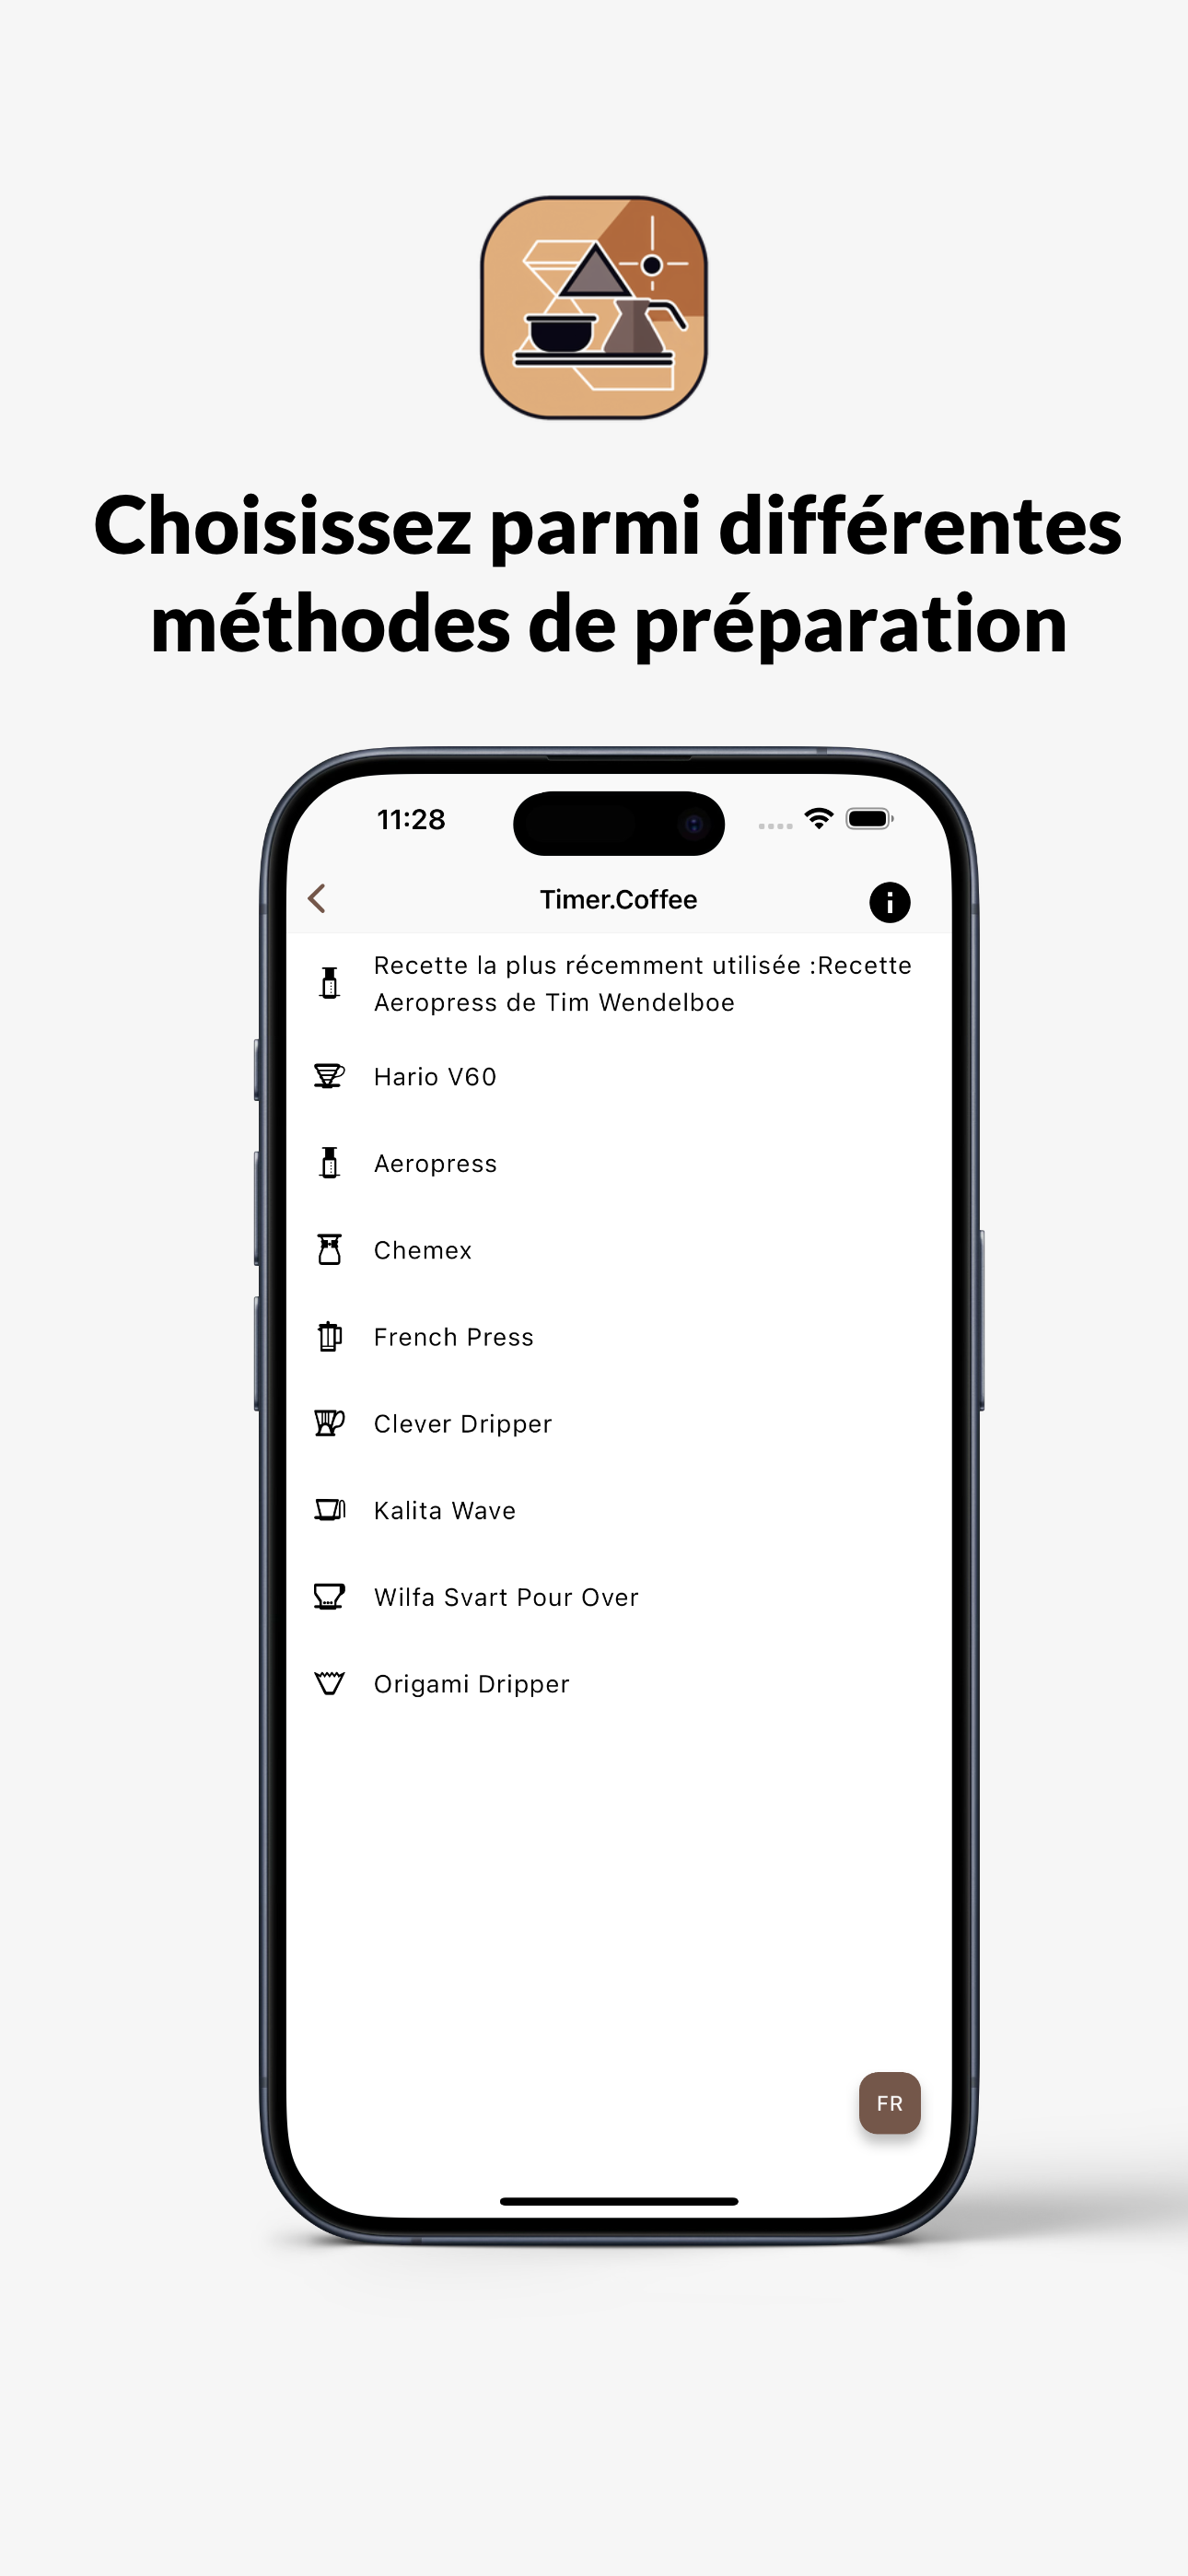 Choisissez parmi différentes
méthodes de préparation
11:28
Timer.Coffee
Recette la plus récemment utilisée :Recette
Aeropress de Tim Wendelboe
Hario V60
Aeropress
Chemex
French Press
Clever Dripper
Kalita Wave
Wilfa Svart Pour Over
Origami Dripper
FR